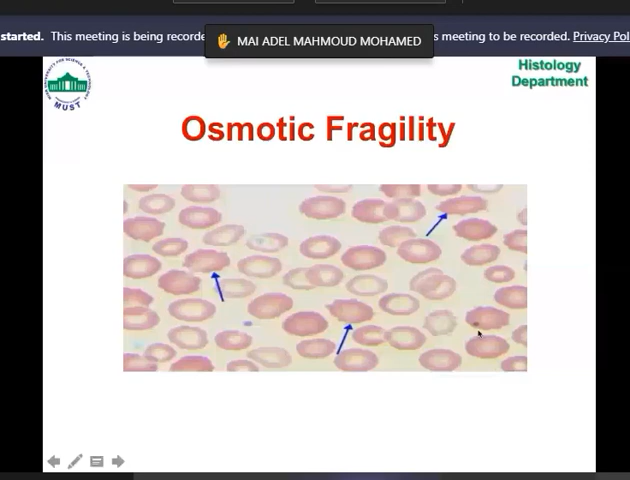 started. This meeting is being recorde
MAI ADEL MAHMOUD MOHAMED
s meeting to be recorded. Privacy Pol
MUST
Histology
Department
Osmotic Fragility